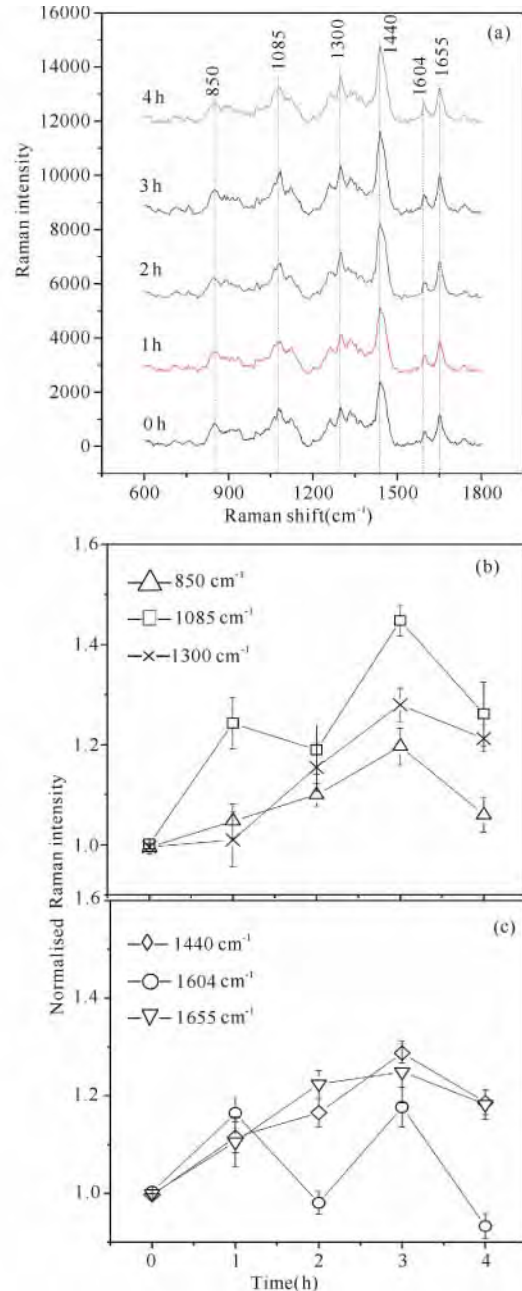 (a)
Raman intensity
16000
14000
12000
10000
8000
6000
4000
2000
0
850
1085
1300
1440
1604
1655
4 h
3 h
2 h
1 h
0 h
600 900 1200 1500 1800
Raman shift(cm⁻¹)
(b)
1.6
1.4
1.2
1.0
850 cm⁻¹
1085 cm⁻¹
1300 cm⁻¹
Normalised Raman intensity
(c)
1.6
1.4
1.2
1.0
1440 cm⁻¹
1604 cm⁻¹
1655 cm⁻¹
0 1 2 3 4
Time(h)